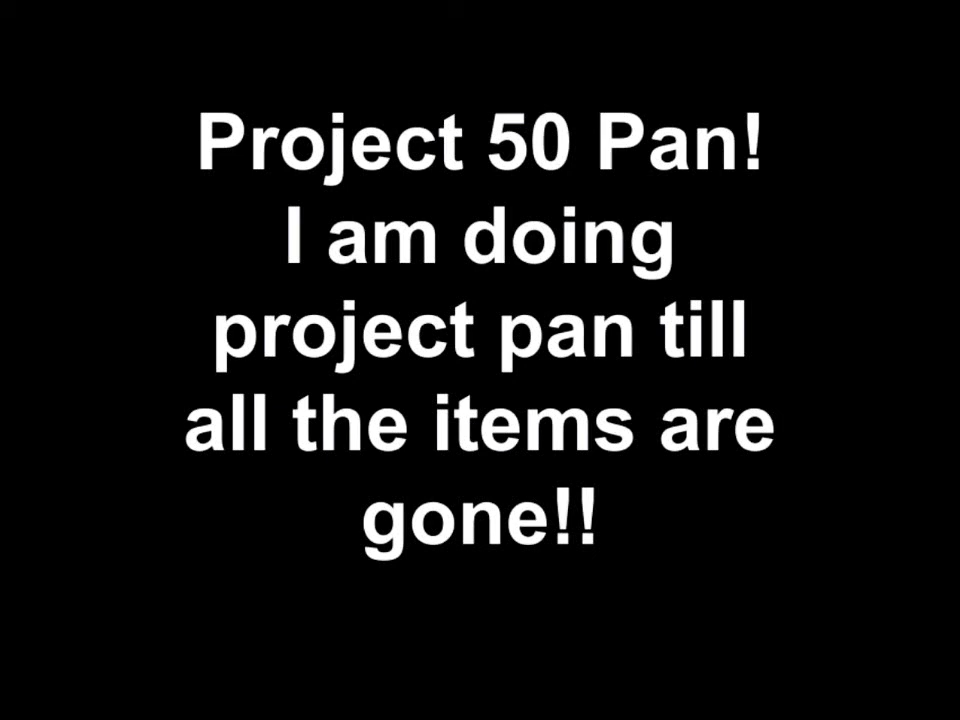 Project 50 Pan!
I am doing
project pan till
all the items are
gone!!